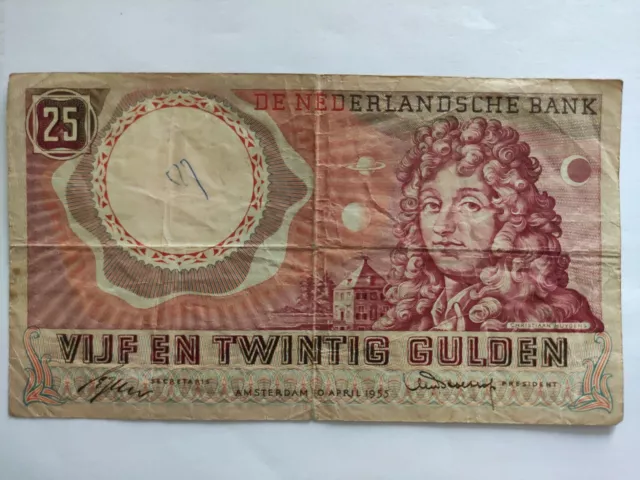 25
DE NEDERLANDSCHE BANK
CHRISTIAAN HUYGENS
VIJF EN TWINTIG GULDEN
SECRETARIS
PRESIDENT
AMSTERDAM 10 APRIL 1955